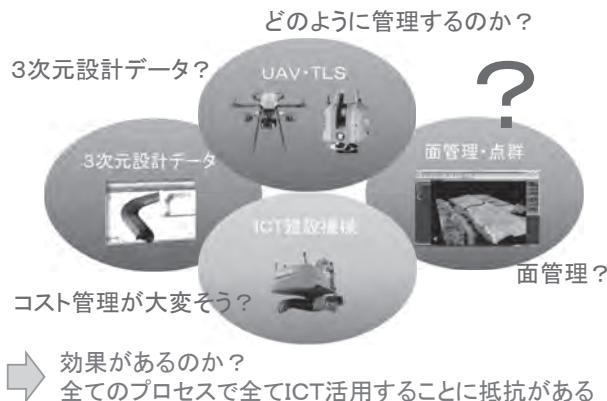 どのように管理するのか？
3次元設計データ？
UAV・TLS
？
3次元設計データ
面管理・点群
ICT建設機械
面管理？
コスト管理が大変そう？
効果があるのか？
全てのプロセスで全てICT活用することに抵抗がある